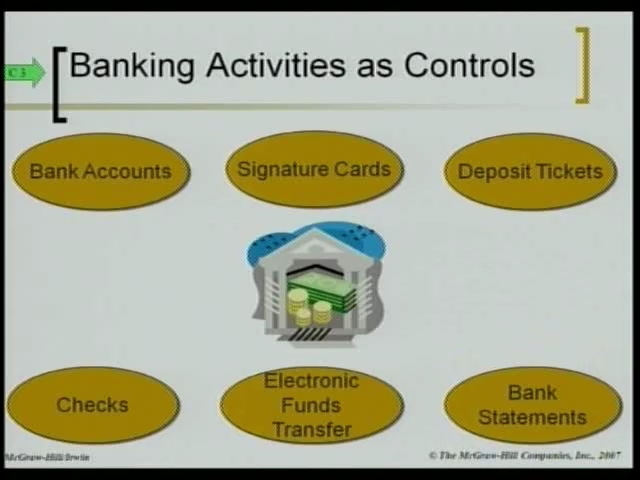 C 3
Banking Activities as Controls
Bank Accounts
Signature Cards
Deposit Tickets
Checks
Electronic
Funds
Transfer
Bank
Statements
McGraw-Hill/Irwin
© The McGraw-Hill Companies, Inc., 2007